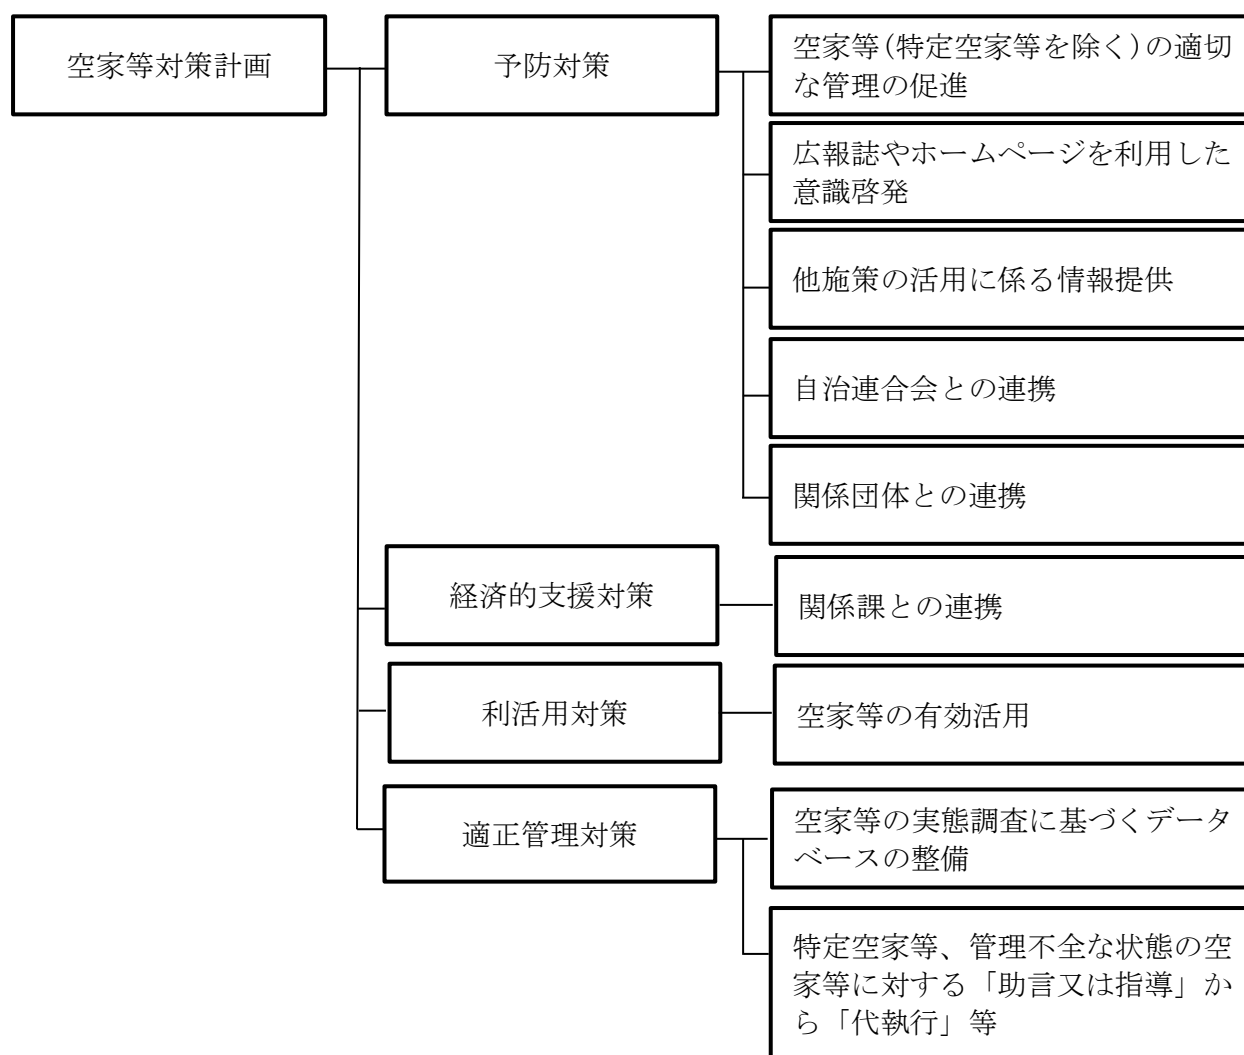 空家等対策計画
予防対策
空家等(特定空家等を除く)の適切
な管理の促進
広報誌やホームページを利用した
意識啓発
他施策の活用に係る情報提供
自治連合会との連携
関係団体との連携
経済的支援対策
関係課との連携
利活用対策
空家等の有効活用
適正管理対策
空家等の実態調査に基づくデータ
ベースの整備
特定空家等、管理不全な状態の空
家等に対する「助言又は指導」か
ら「代執行」等